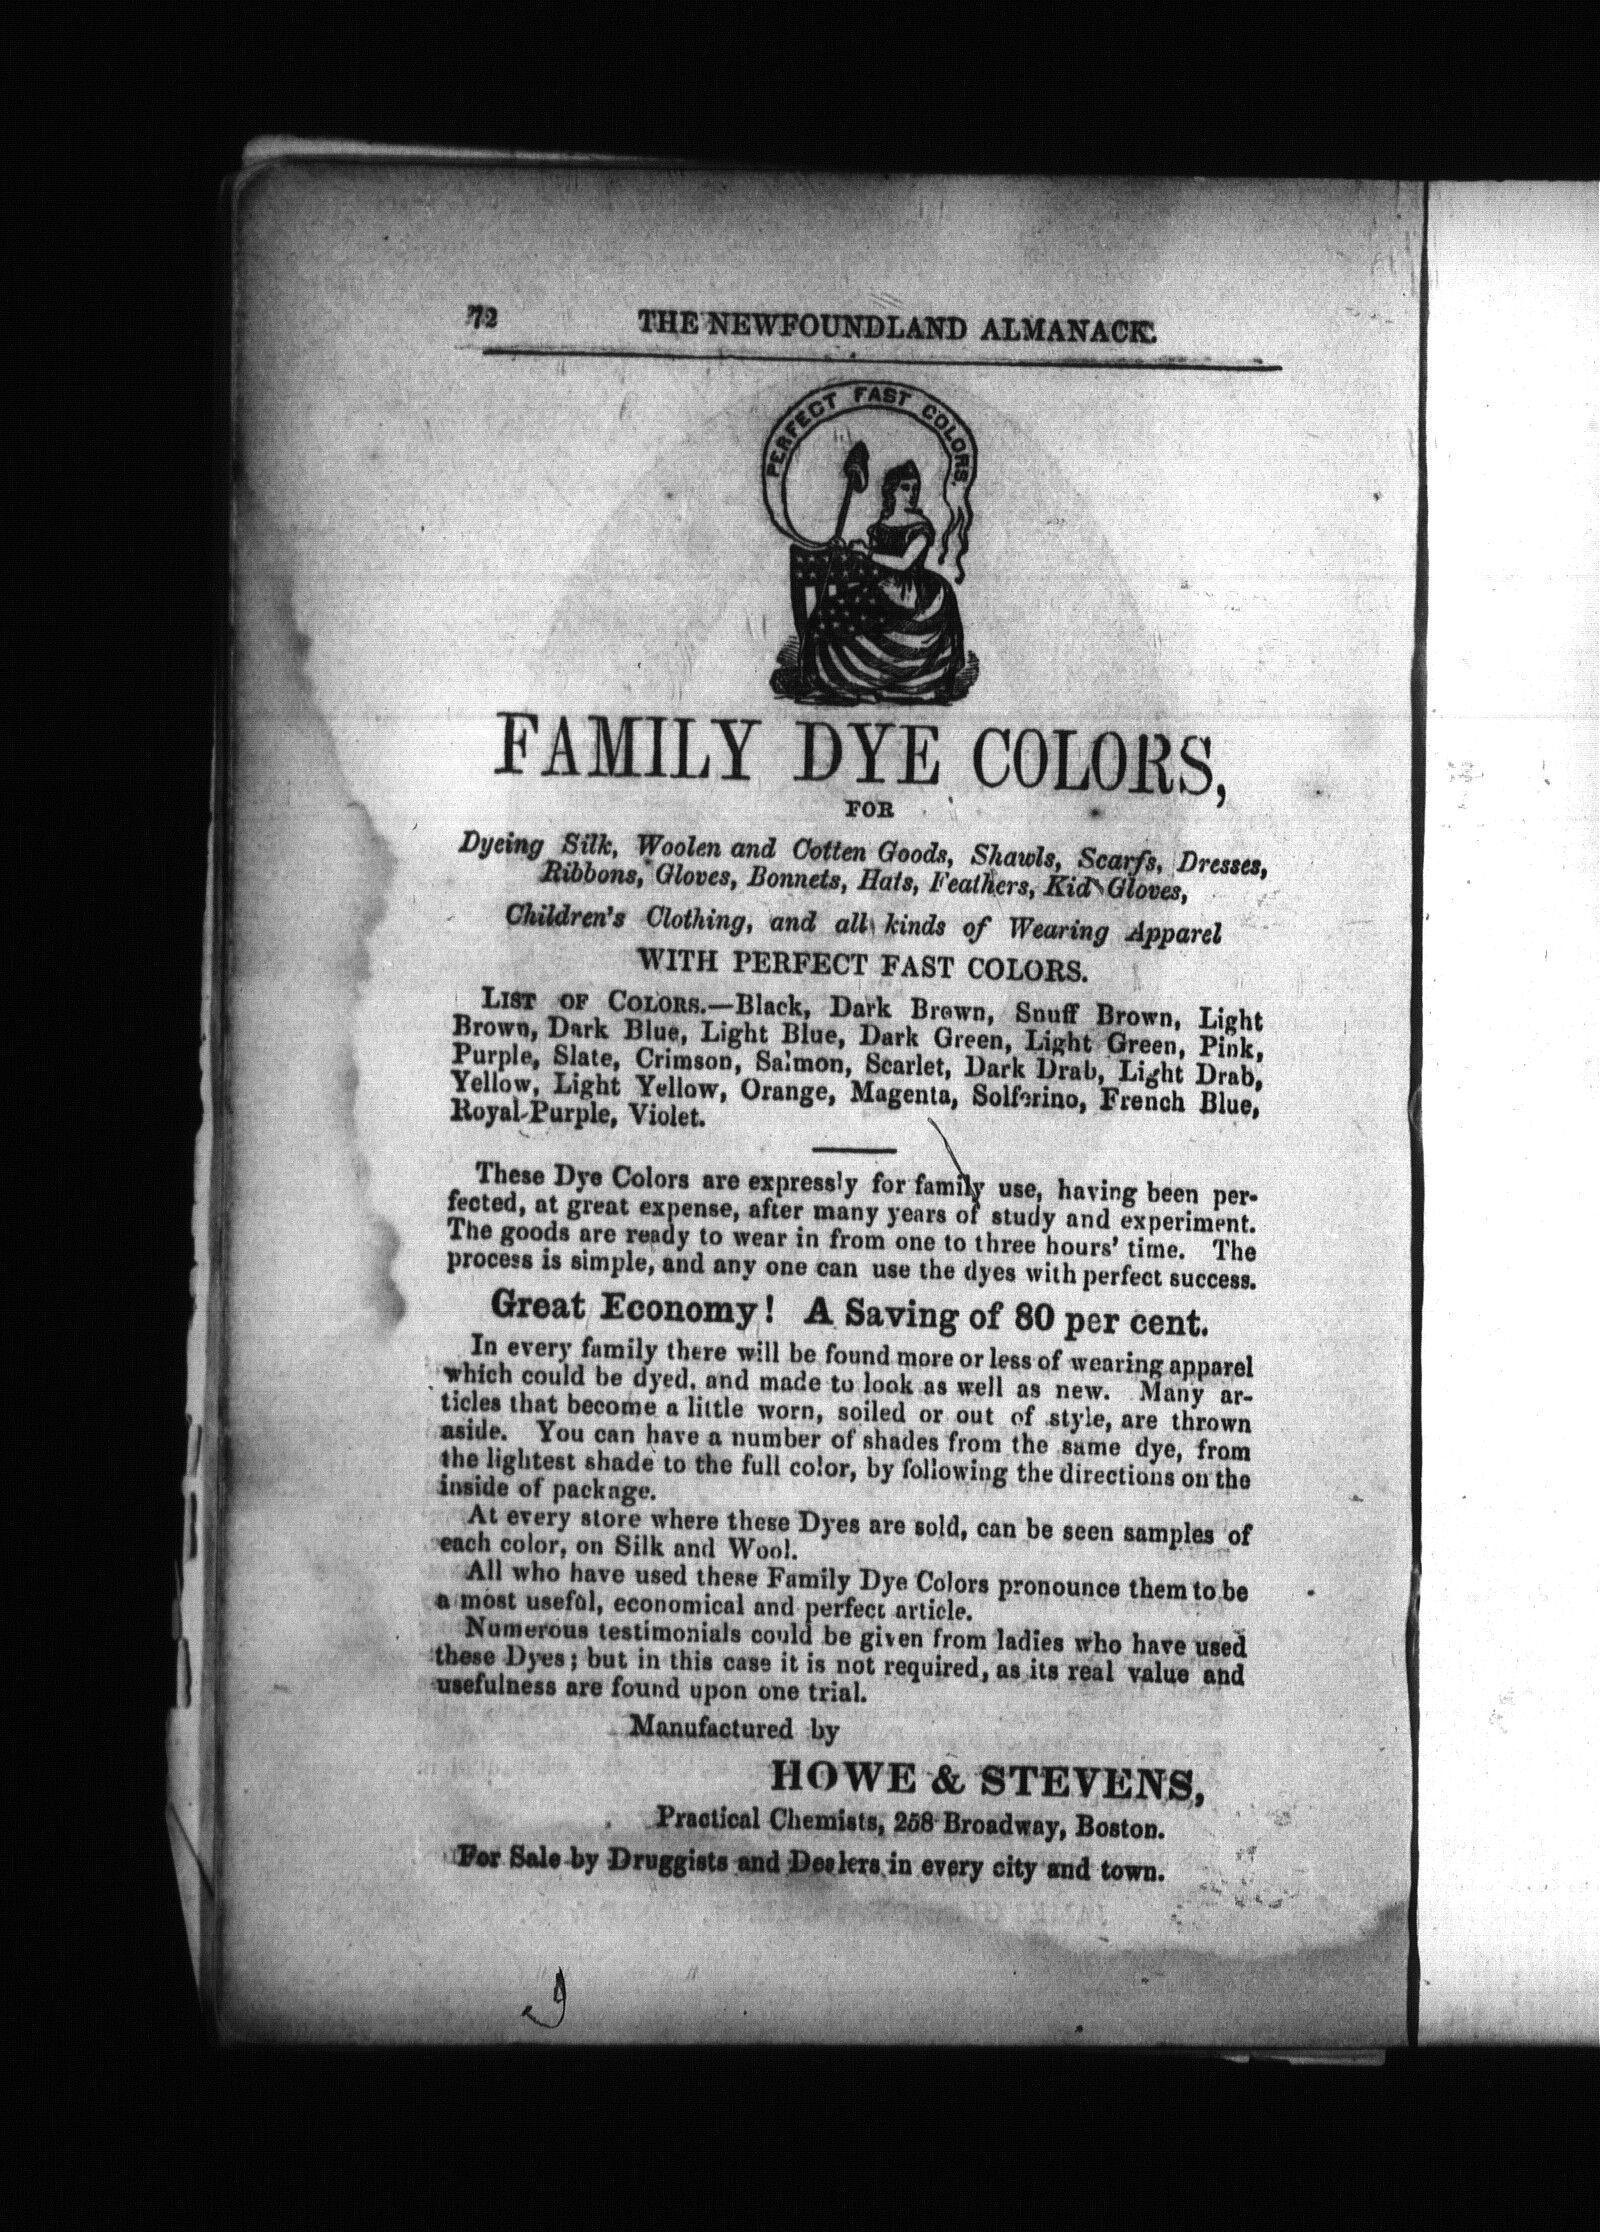 72 THE NEWFOUNDLAND ALMANACK.
PERFECT FAST COLORS.
FAMILY DYE COLORS,
FOR
Dyeing Silk, Woolen and Cotten Goods, Shawls, Scarfs, Dresses,
Ribbons, Gloves, Bonnets, Hats, Feathers, Kid Gloves,
Children's Clothing, and all kinds of Wearing Apparel
WITH PERFECT FAST COLORS.
LIST OF COLORS.—Black, Dark Brown, Snuff Brown, Light
Brown, Dark Blue, Light Blue, Dark Green, Light Green, Pink,
Purple, Slate, Crimson, Salmon, Scarlet, Dark Drab, Light Drab,
Yellow, Light Yellow, Orange, Magenta, Solferino, French Blue,
Royal Purple, Violet.
These Dye Colors are expressly for family use, having been per-
fected, at great expense, after many years of study and experiment.
The goods are ready to wear in from one to three hours' time. The
process is simple, and any one can use the dyes with perfect success.
Great Economy! A Saving of 80 per cent.
In every family there will be found more or less of wearing apparel
which could be dyed, and made to look as well as new. Many ar-
ticles that become a little worn, soiled or out of style, are thrown
aside. You can have a number of shades from the same dye, from
the lightest shade to the full color, by following the directions on the
inside of package.
At every store where these Dyes are sold, can be seen samples of
each color, on Silk and Wool.
All who have used these Family Dye Colors pronounce them to be
a most useful, economical and perfect article.
Numerous testimonials could be given from ladies who have used
these Dyes; but in this case it is not required, as its real value and
usefulness are found upon one trial.
Manufactured by
HOWE & STEVENS,
Practical Chemists, 258 Broadway, Boston.
For Sale by Druggists and Dealers in every city and town.